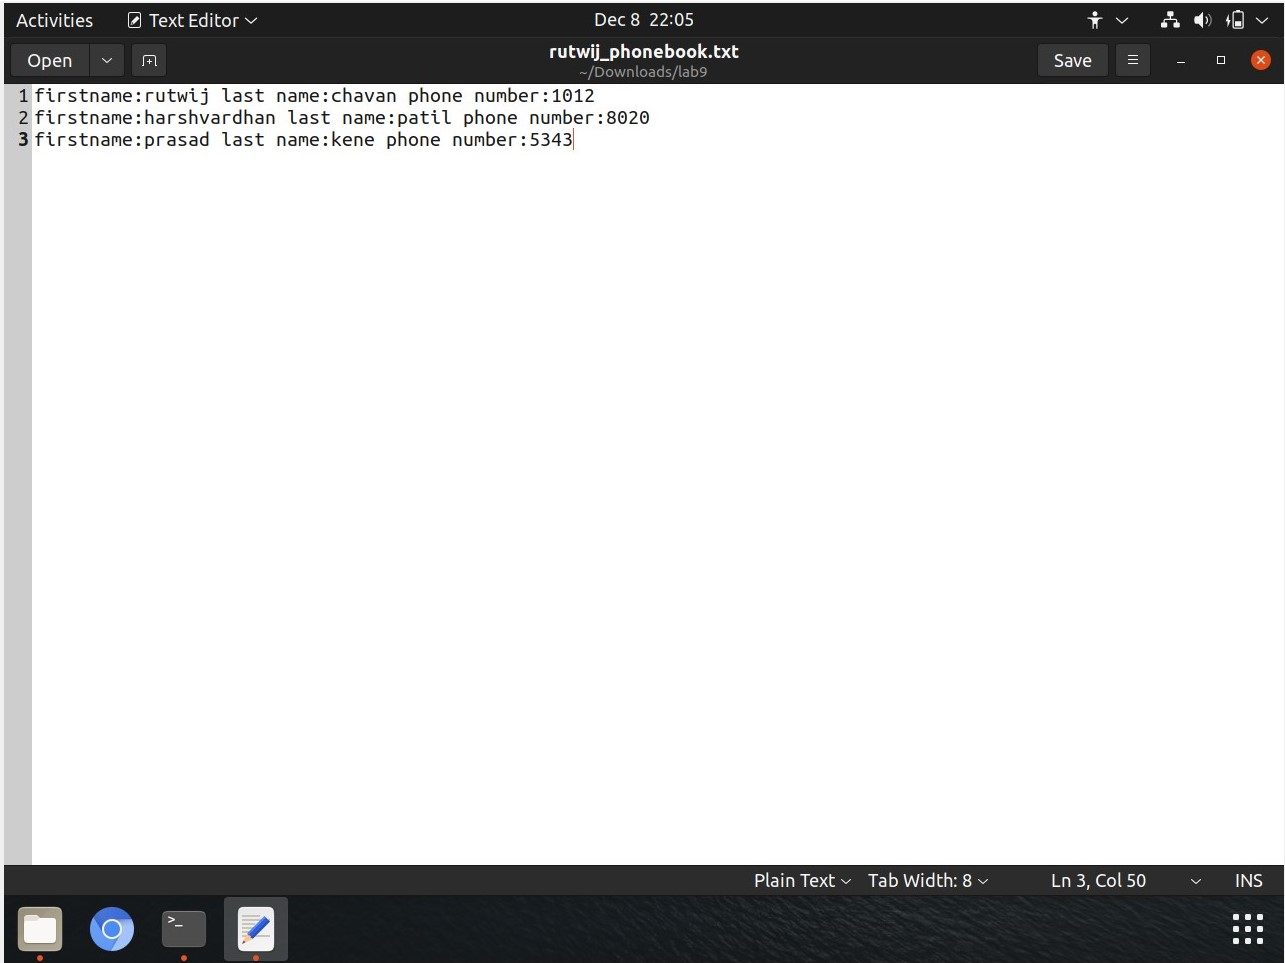 Activities Text Editor Dec 8 22:05
Open rutwij_phonebook.txt Save
~/Downloads/lab9
1 firstname:rutwij last name:chavan phone number:1012
2 firstname:harshvardhan last name:patil phone number:8020
3 firstname:prasad last name:kene phone number:5343
Plain Text Tab Width: 8 Ln 3, Col 50 INS
>_